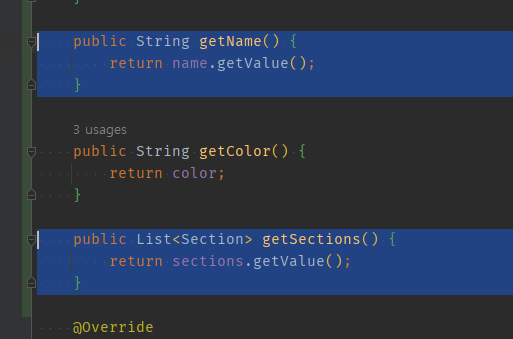 public String getName() {
return name.getValue();
}
3 usages
public String getColor() {
return color;
}
public List<Section> getSections() {
return sections.getValue();
}
@Override